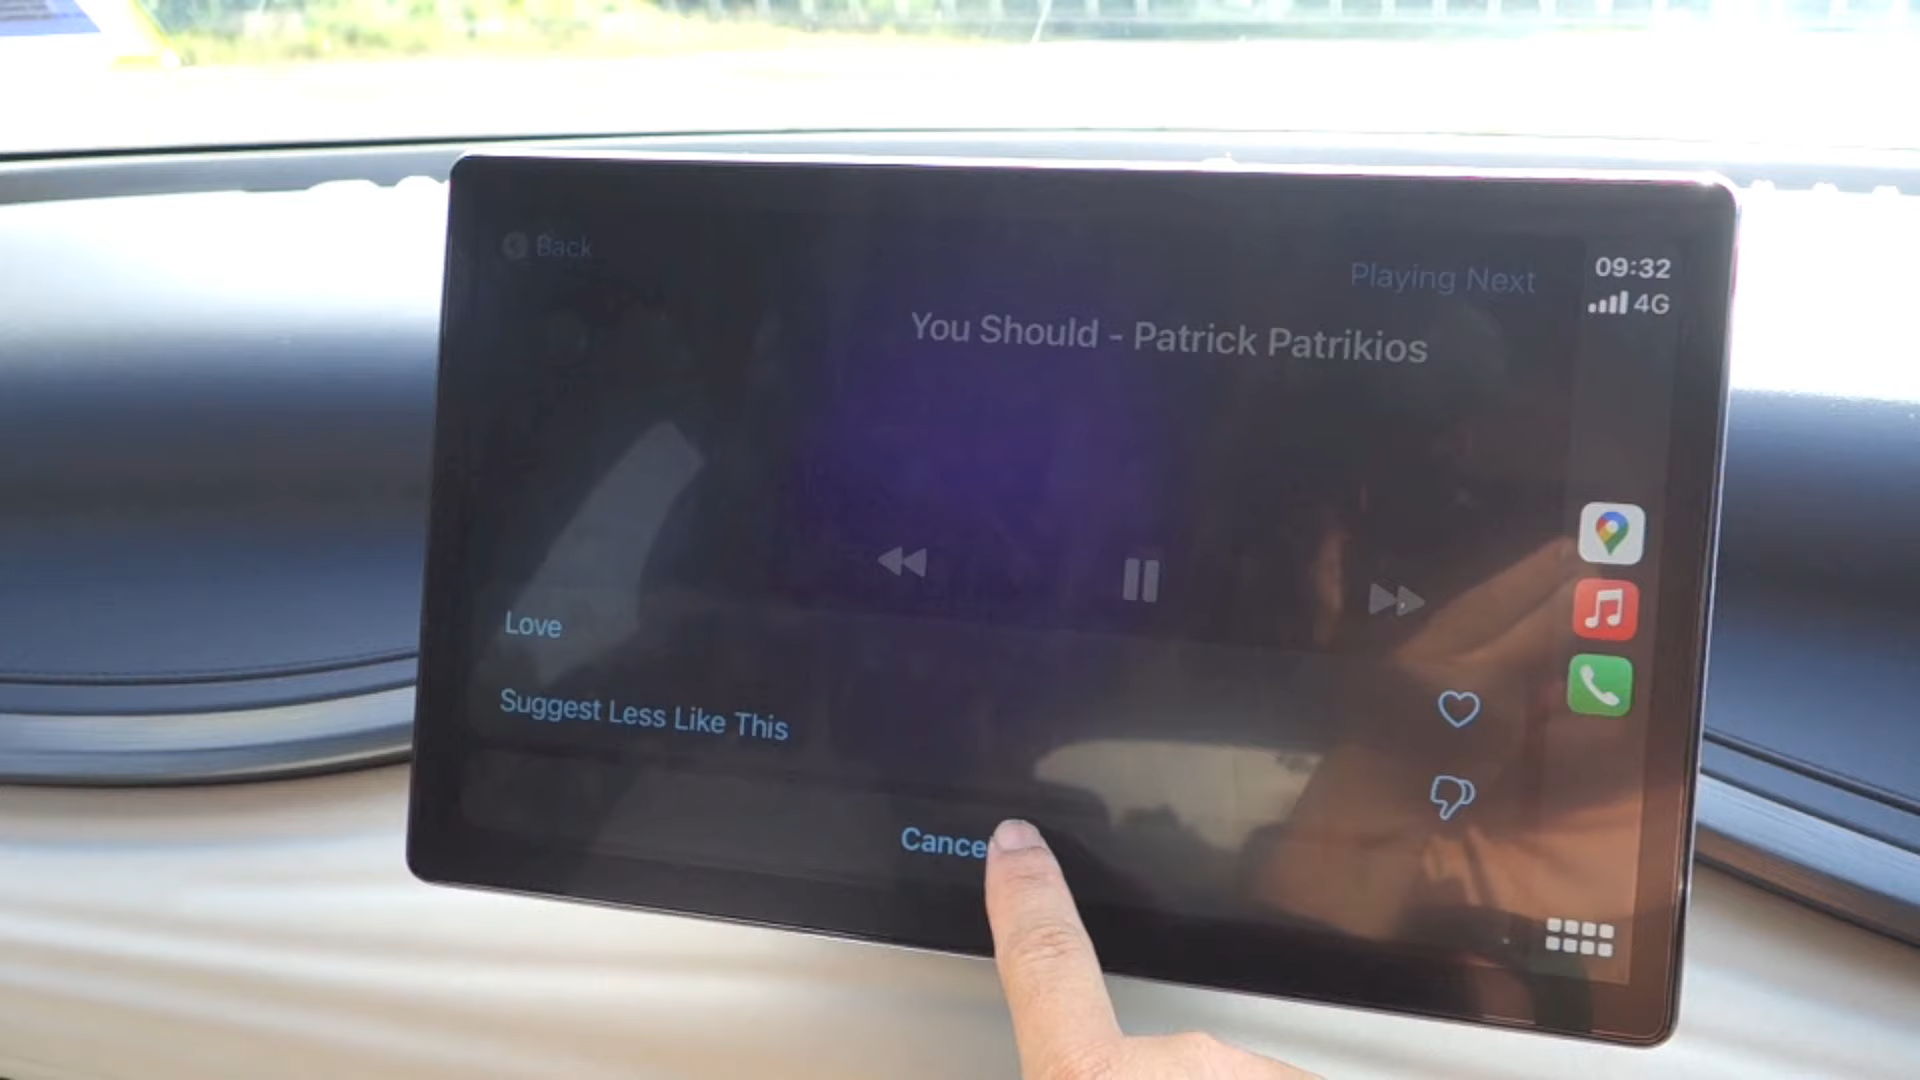 Back
Playing Next
09:32
4G
You Should - Patrick Patrikios
Love
Suggest Less Like This
Cance